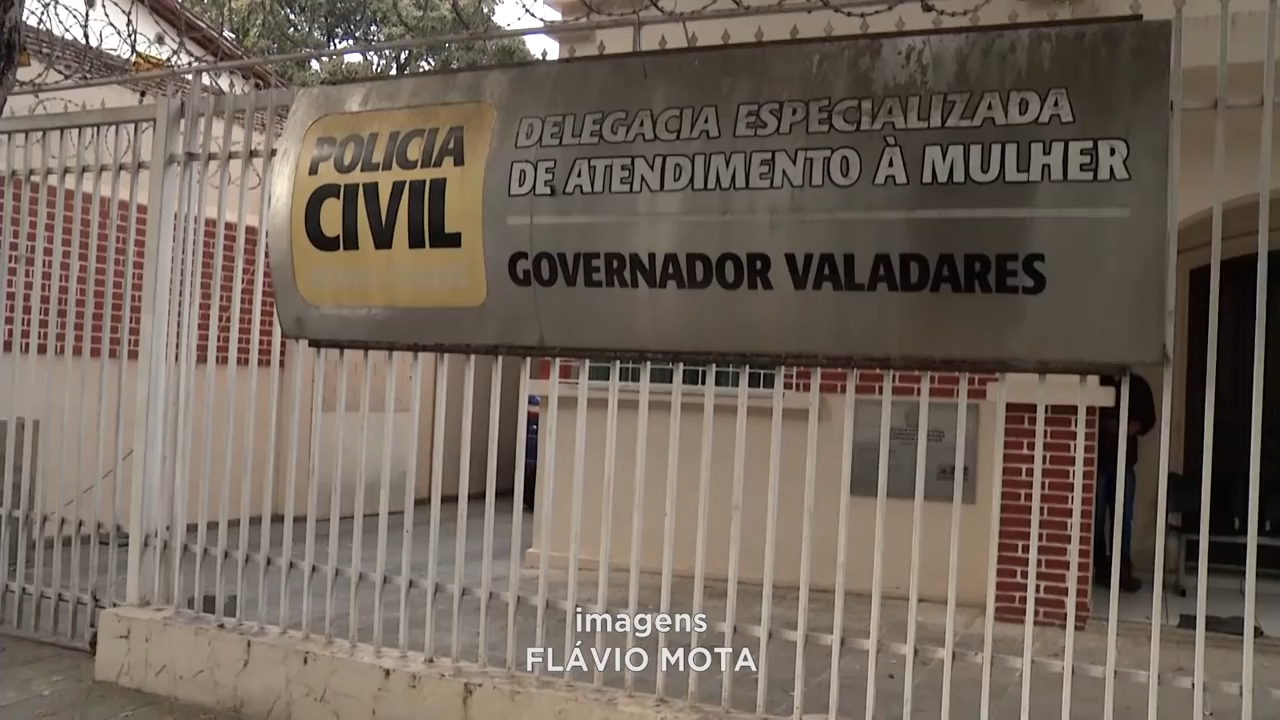 POLICIA
CIVIL
DELEGACIA ESPECIALIZADA
DE ATENDIMENTO À MULHER
GOVERNADOR VALADARES
imagens
FLÁVIO MOTA